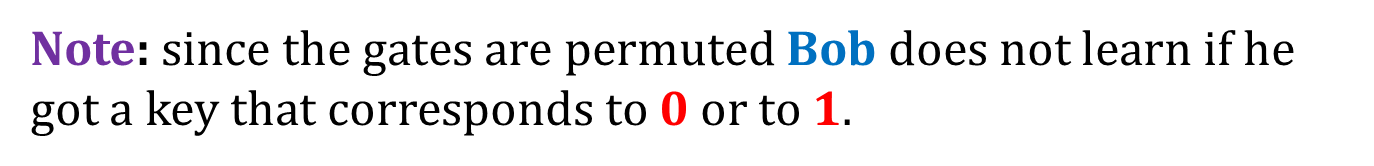 Note: since the gates are permuted Bob does not learn if he
got a key that corresponds to 0 or to 1.